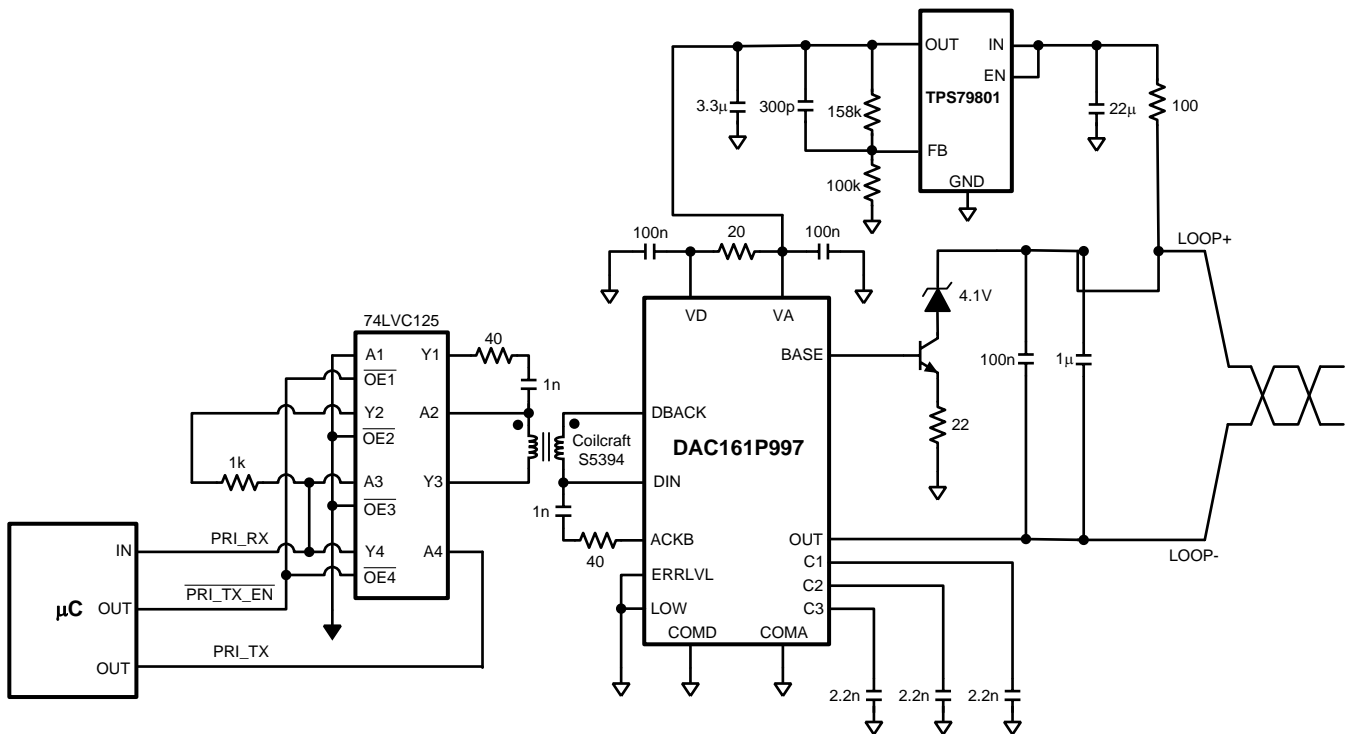 OUT
IN
EN
TPS79801
FB
GND
3.3μ
300p
158k
100k
22μ
100
LOOP+
100n
20
100n
4.1V
VD
VA
BASE
DBACK
DIN
ACKB
ERRLVL
LOW
COMD
COMA
OUT
C1
C2
C3
DAC161P997
100n
1μ
22
LOOP-
74LVC125
A1
Y1
OE1
Y2
A2
OE2
A3
Y3
OE3
Y4
A4
OE4
40
1n
Coilcraft
S5394
1n
40
1k
IN
OUT
OUT
μC
PRI_RX
PRI_TX_EN
PRI_TX
2.2n
2.2n
2.2n